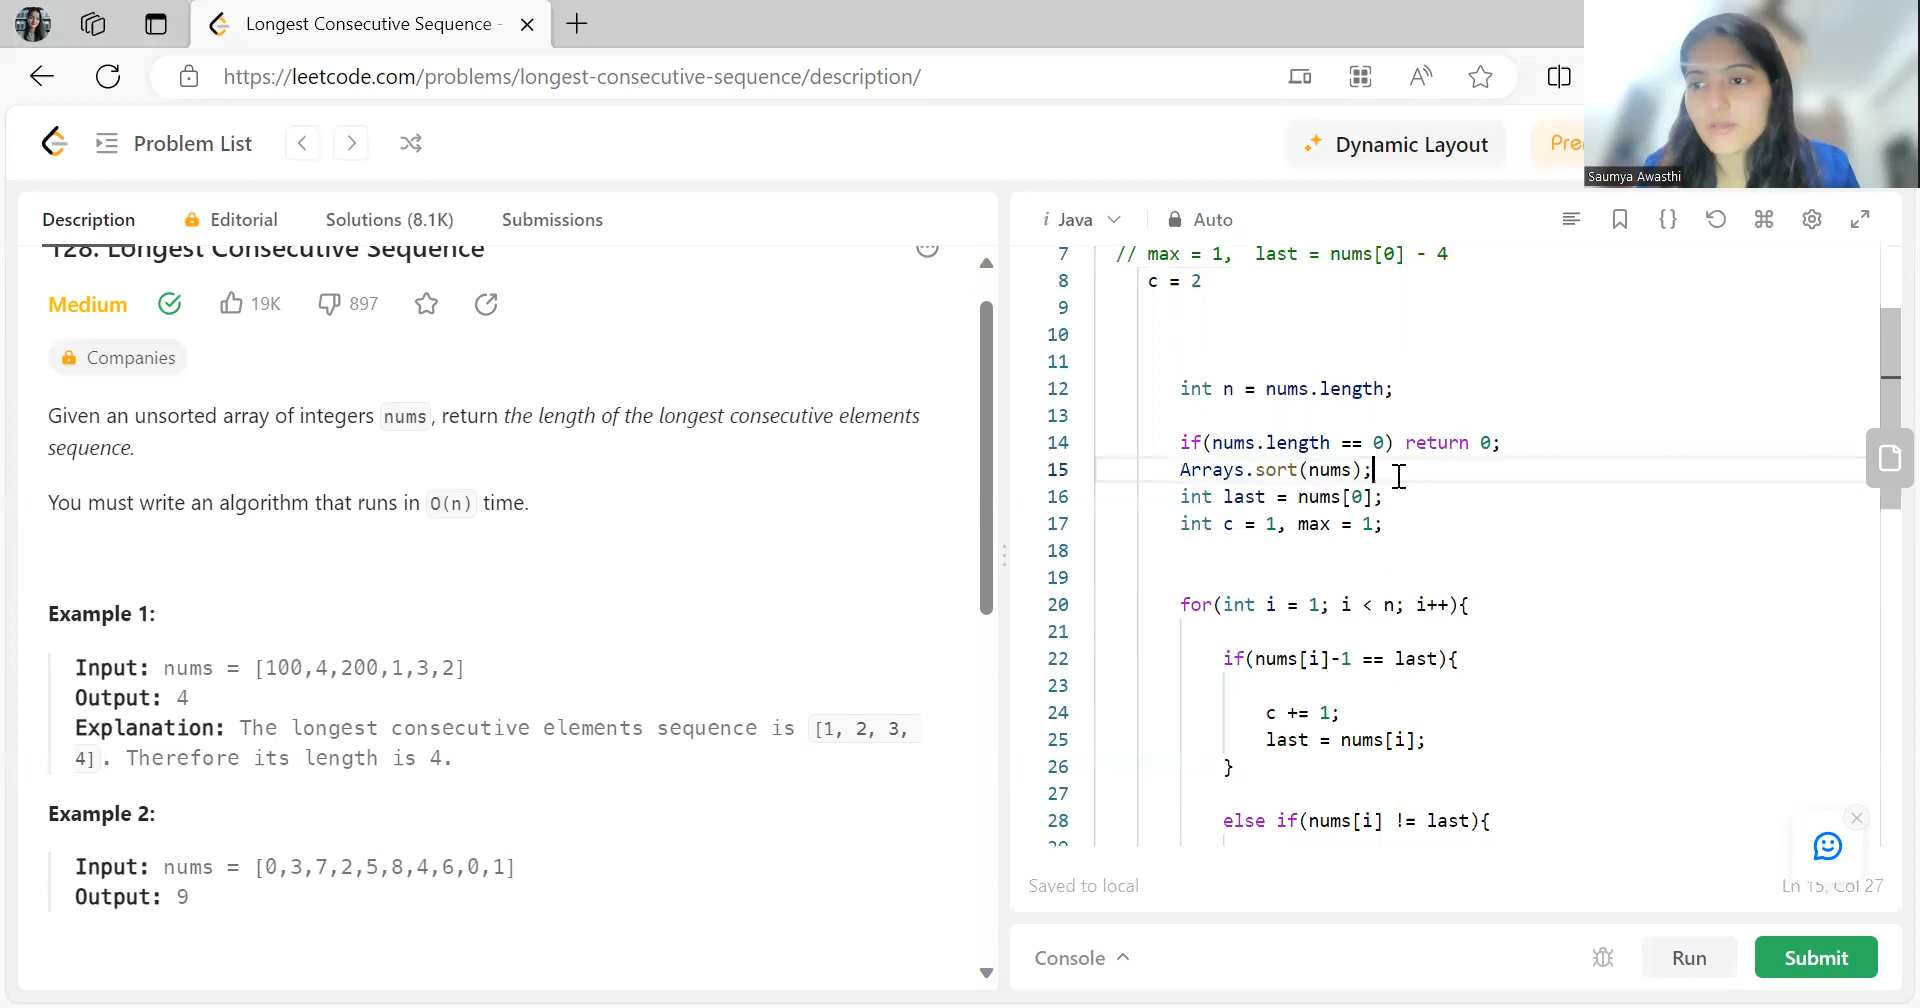 Longest Consecutive Sequence -
https://leetcode.com/problems/longest-consecutive-sequence/description/
Problem List
Dynamic Layout
Saumya Awasthi
Description
Editorial
Solutions (8.1K)
Submissions
128. Longest Consecutive Sequence
Medium
19K
897
Companies
Given an unsorted array of integers nums, return the length of the longest consecutive elements
sequence.
You must write an algorithm that runs in O(n) time.
Example 1:
Input: nums = [100,4,200,1,3,2]
Output: 4
Explanation: The longest consecutive elements sequence is [1, 2, 3,
4]. Therefore its length is 4.
Example 2:
Input: nums = [0,3,7,2,5,8,4,6,0,1]
Output: 9
i Java
Auto
7 // max = 1, last = nums[0] - 4
8 c = 2
9
10
11
12 int n = nums.length;
13
14 if(nums.length == 0) return 0;
15 Arrays.sort(nums);
16 int last = nums[0];
17 int c = 1, max = 1;
18
19
20 for(int i = 1; i < n; i++){
21
22 if(nums[i]-1 == last){
23
24 c += 1;
25 last = nums[i];
26 }
27
28 else if(nums[i] != last){
Saved to local
Ln 15, Col 27
Console
Run
Submit